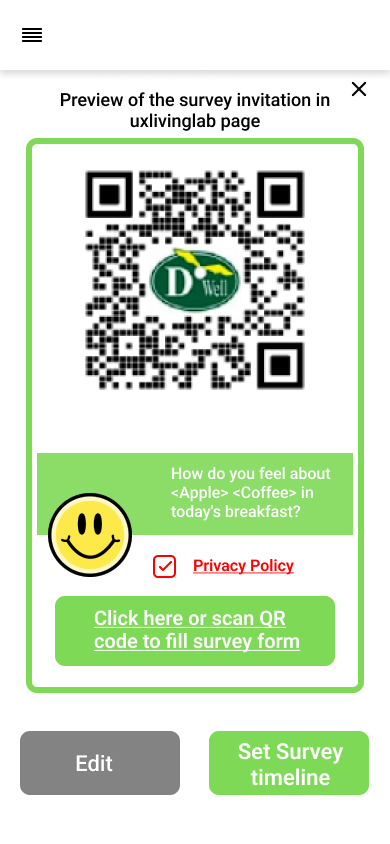 Preview of the survey invitation in
uxlivinglab page
D Well
How do you feel about
<Apple> <Coffee> in
today's breakfast?
Privacy Policy
Click here or scan QR
code to fill survey form
Edit
Set Survey
timeline